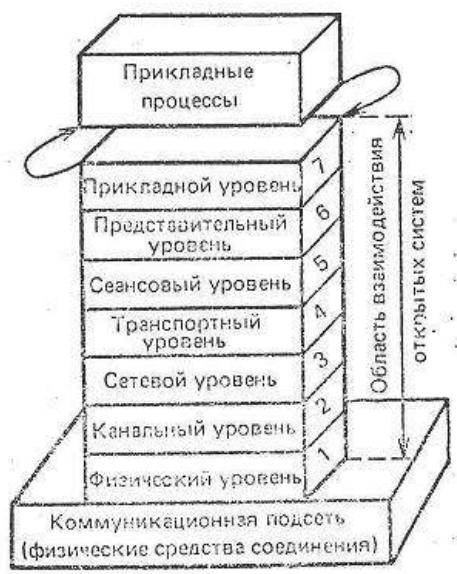 Прикладные
процессы
Прикладной уровень
7
Представительный
уровень
6
Сеансовый уровень
5
Транспортный
уровень
4
Сетевой уровень
3
Канальный уровень
2
Физический уровень
1
Коммуникационная подсеть
(физические средства соединения)
Область взаимодействия
открытых систем